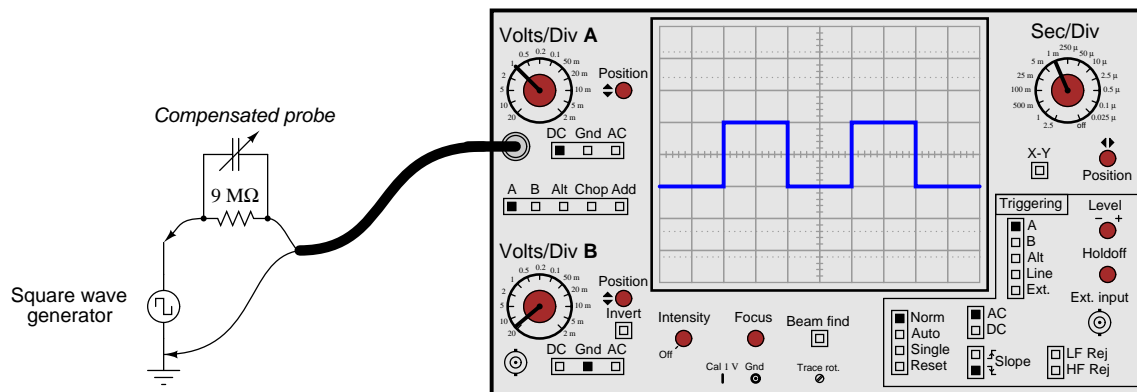 Compensated probe
9 MΩ
Square wave
generator
Volts/Div A
0.5 0.2 0.1
1 50 m
2 20 m
5 10 m
10 5 m
20 2 m
Position
DC Gnd AC
A B Alt Chop Add
Volts/Div B
0.5 0.2 0.1
1 50 m
2 20 m
5 10 m
10 5 m
20 2 m
Position
Invert
DC Gnd AC
Intensity
Off
Focus
Beam find
Cal 1 V Gnd
Trace rot.
Sec/Div
1 m 250 µ
5 m 50 µ
25 m 10 µ
100 m 2.5 µ
500 m 0.5 µ
1 0.1 µ
2.5 0.025 µ
off
X-Y
Position
Triggering
A
B
Alt
Line
Ext.
Level
− +
Holdoff
Ext. input
Norm
Auto
Single
Reset
AC
DC
Slope
LF Rej
HF Rej